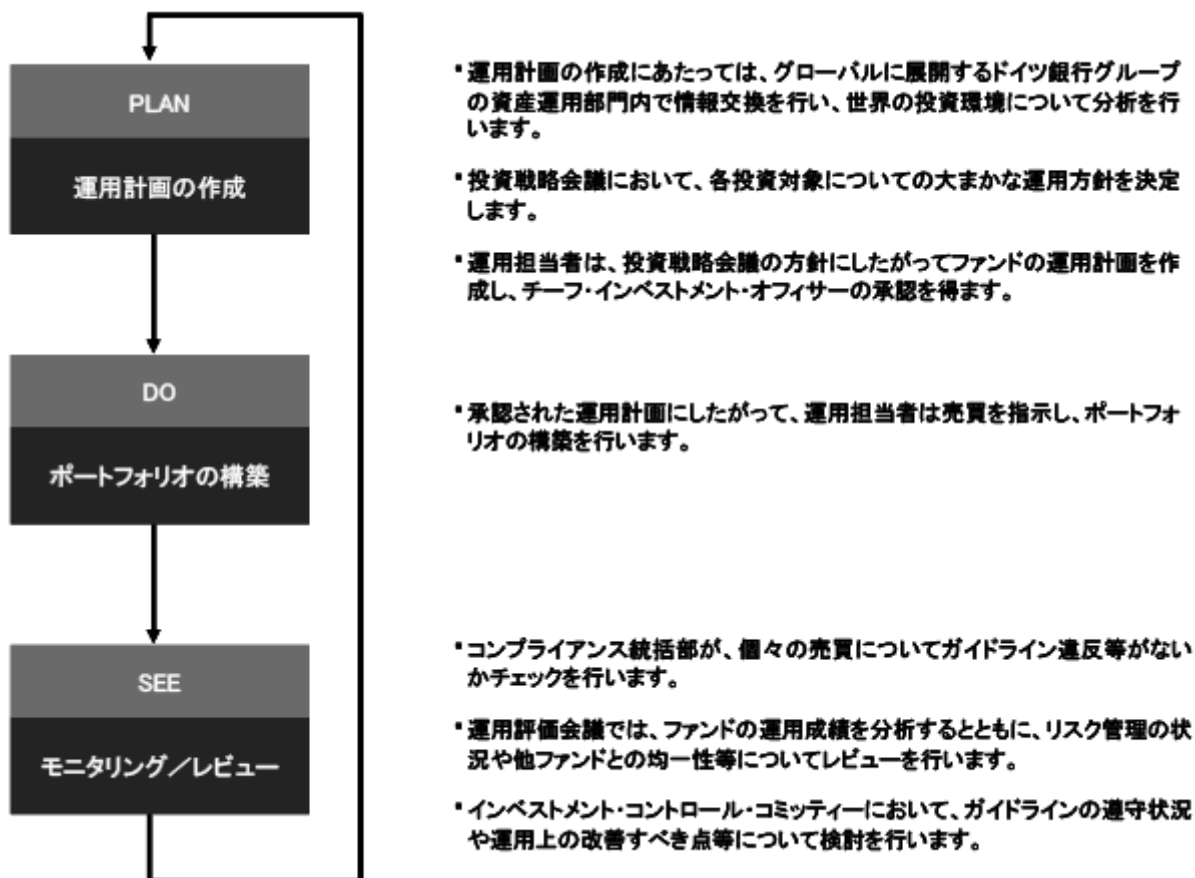 PLAN
運用計画の作成
▪運用計画の作成にあたっては、グローバルに展開するドイツ銀行グループ
の資産運用部門内で情報交換を行い、世界の投資環境について分析を行
います。
▪投資戦略会議において、各投資対象についての大まかな運用方針を決定
します。
▪運用担当者は、投資戦略会議の方針にしたがってファンドの運用計画を作
成し、チーフ・インベストメント・オフィサーの承認を得ます。
DO
ポートフォリオの構築
▪承認された運用計画にしたがって、運用担当者は売買を指示し、ポートフォ
リオの構築を行います。
SEE
モニタリング／レビュー
▪コンプライアンス統括部が、個々の売買についてガイドライン違反等がない
かチェックを行います。
▪運用評価会議では、ファンドの運用成績を分析するとともに、リスク管理の状
況や他ファンドとの均一性等についてレビューを行います。
▪インベストメント・コントロール・コミッティーにおいて、ガイドラインの遵守状況
や運用上の改善すべき点等について検討を行います。